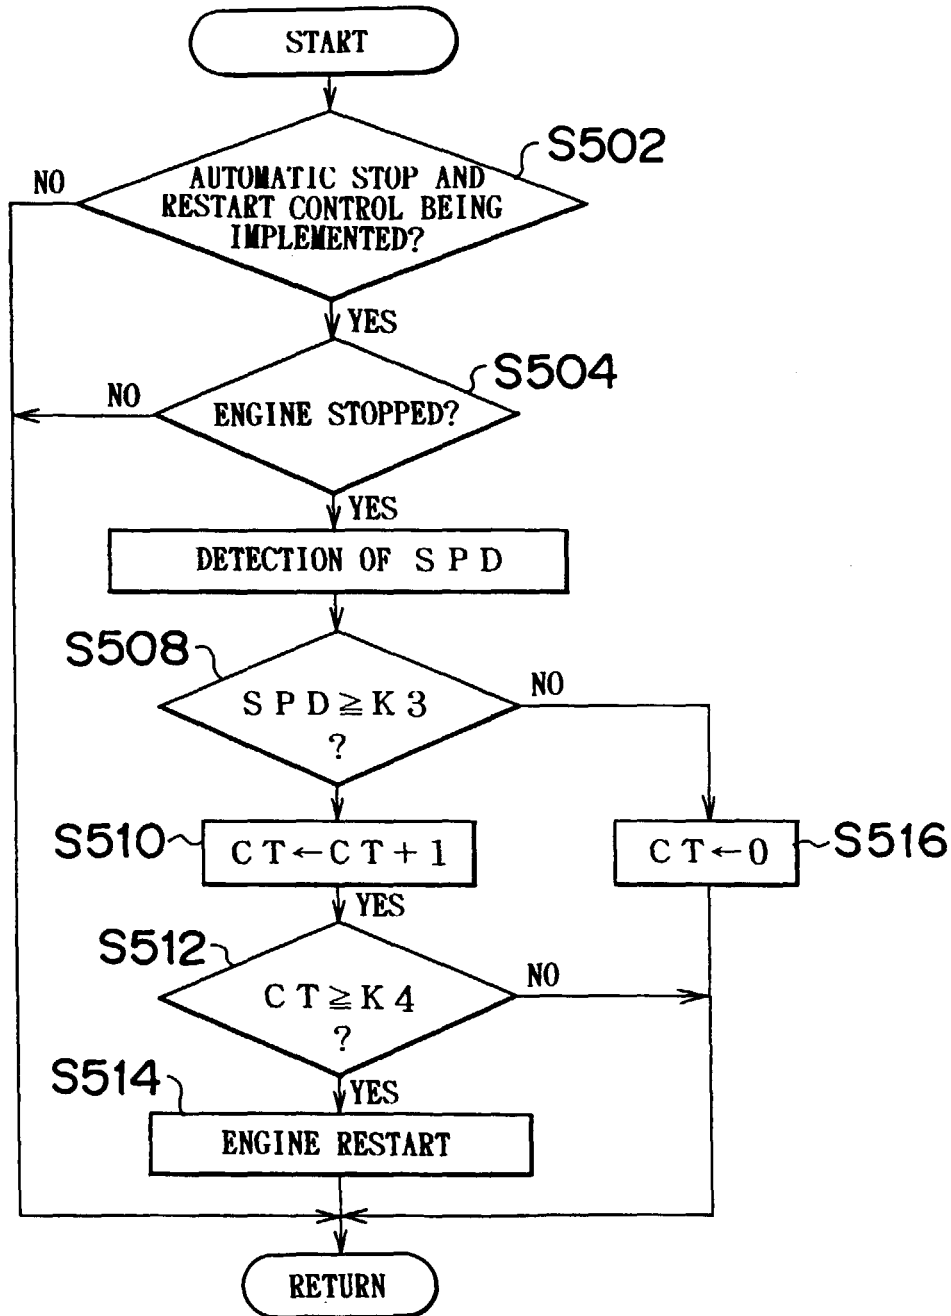 START
S502
NO
AUTOMATIC STOP AND
RESTART CONTROL BEING
IMPLEMENTED?
YES
S504
NO
ENGINE STOPPED?
YES
DETECTION OF SPD
S508
NO
SPD≧K3
?
S510
CT←CT+1
CT←0
S516
YES
S512
NO
CT≧K4
?
S514
YES
ENGINE RESTART
RETURN